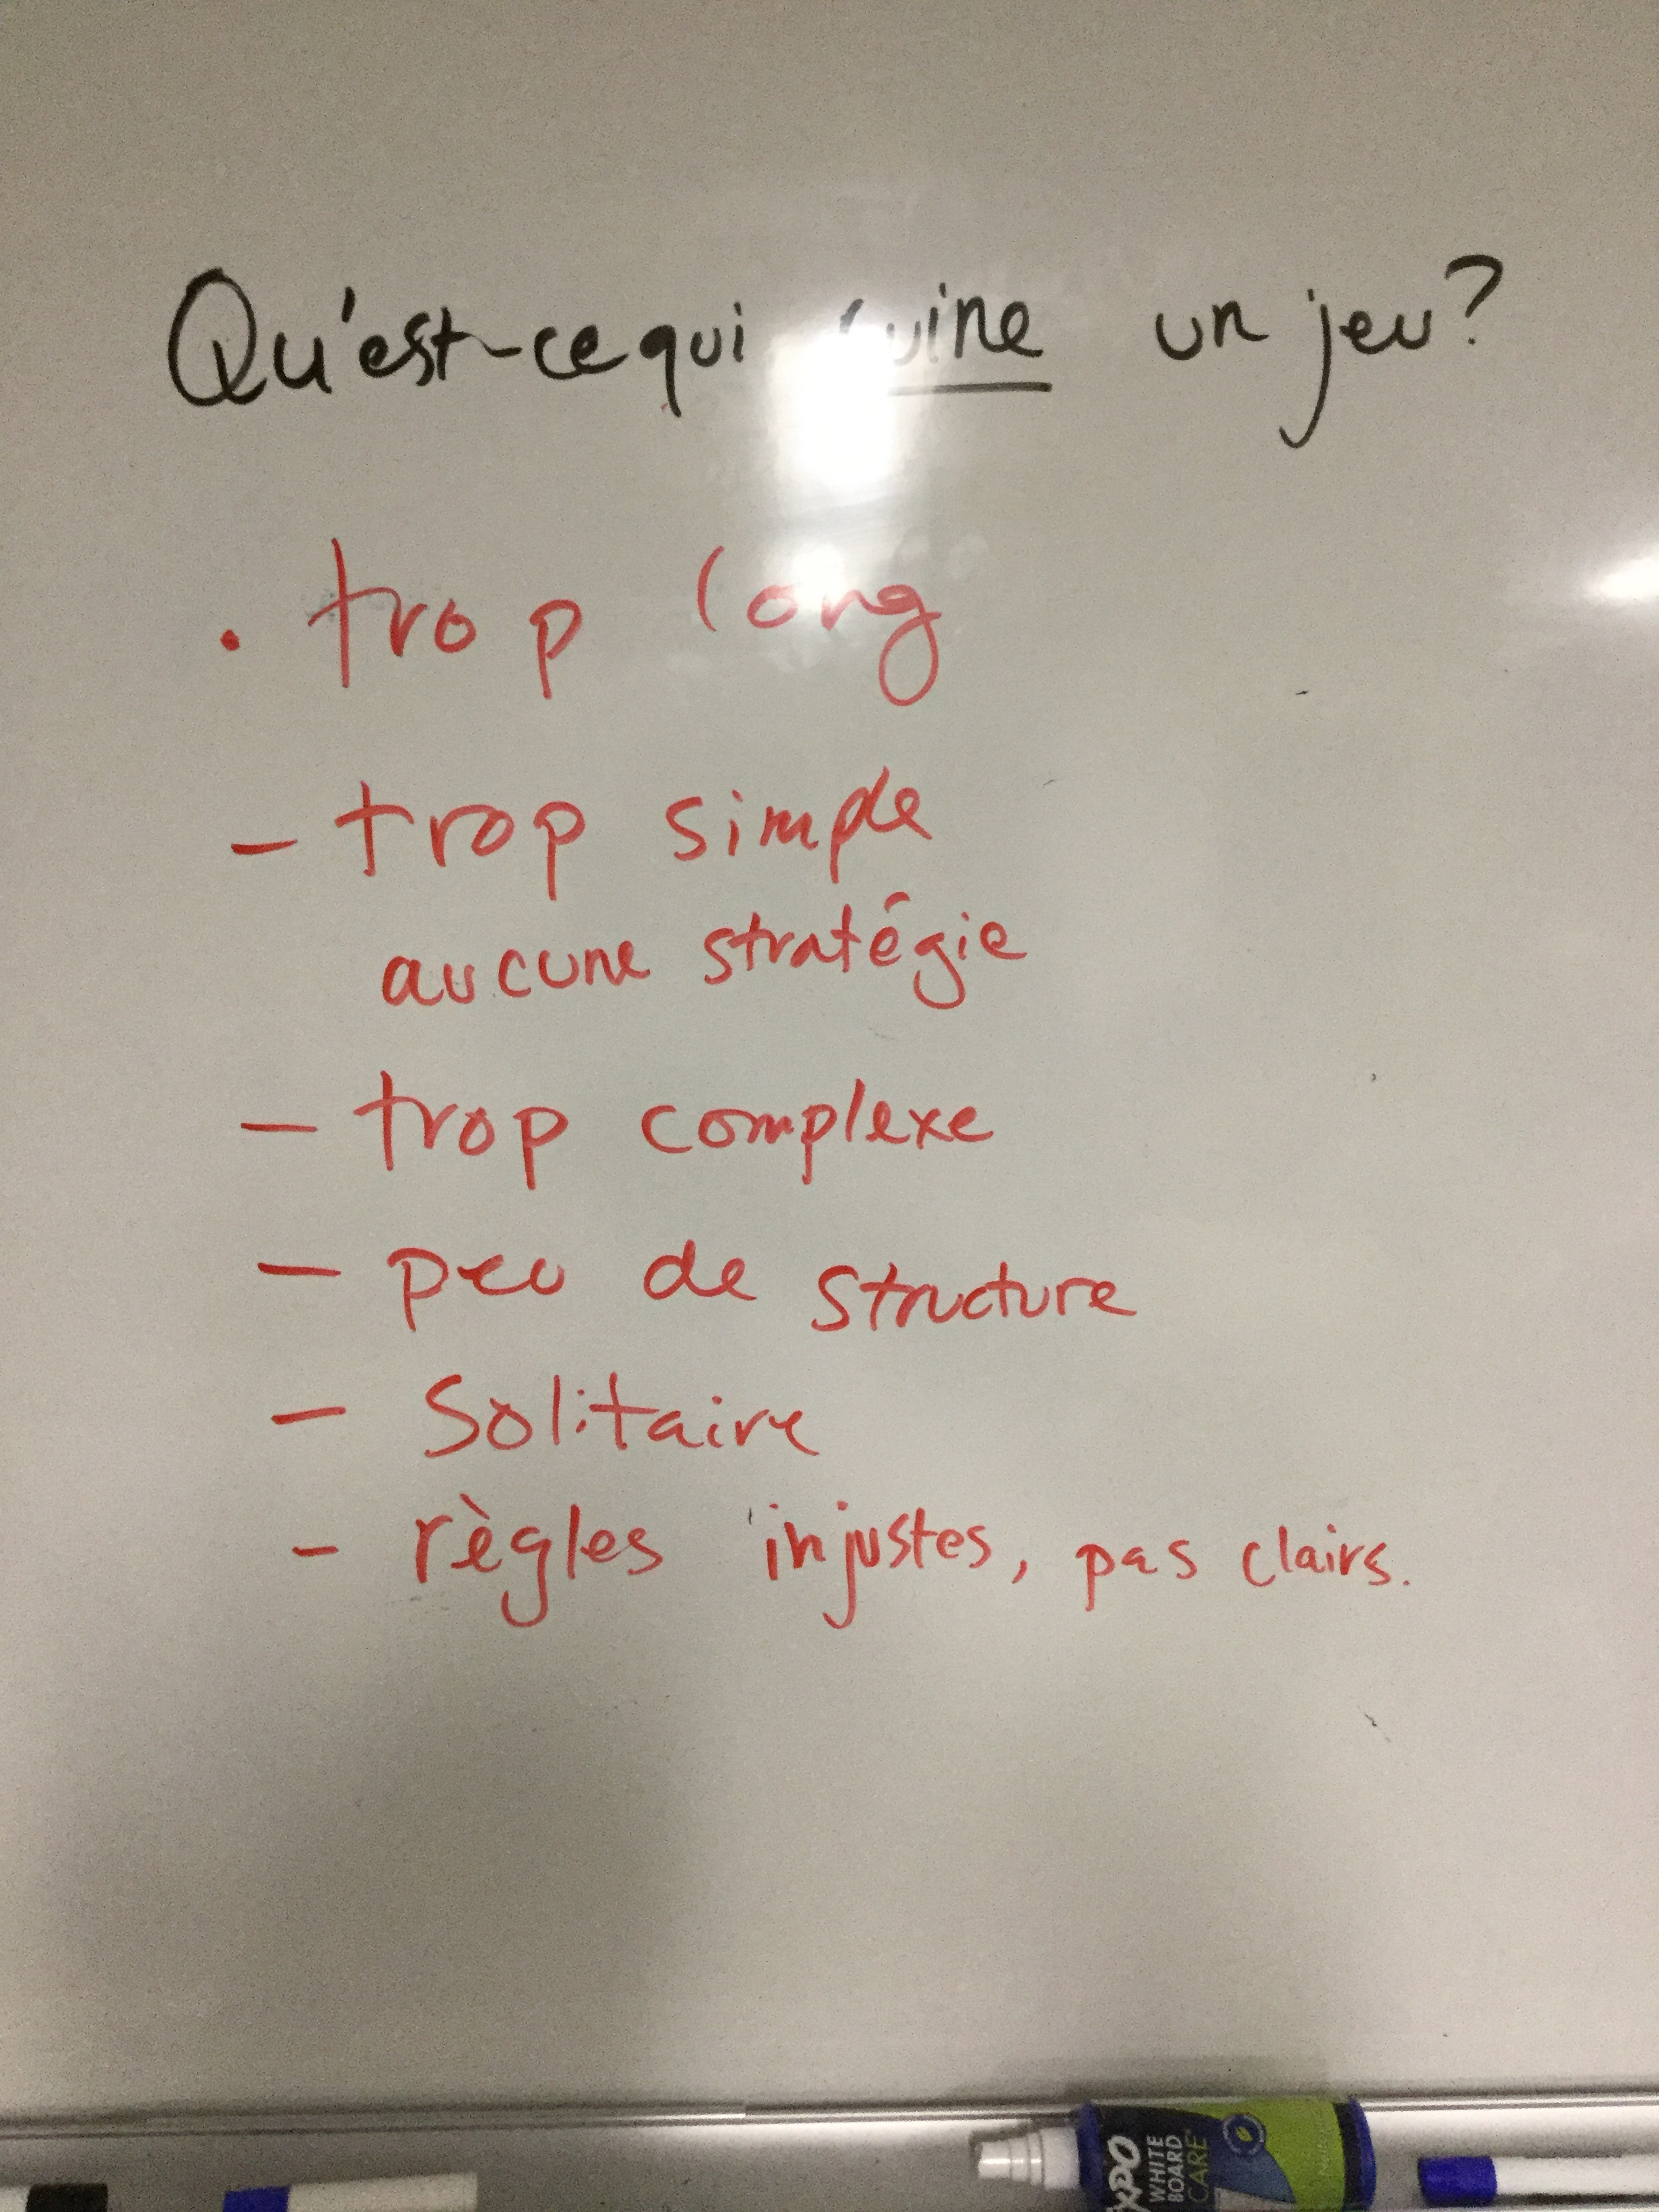 Qu'est-ce qui ruine un jeu?
• trop long
- trop simple
aucune stratégie
- trop complexe
- peu de structure
- Solitaire
- règles injustes, pas clairs.
EXPO
WHITE
BOARD
CARE